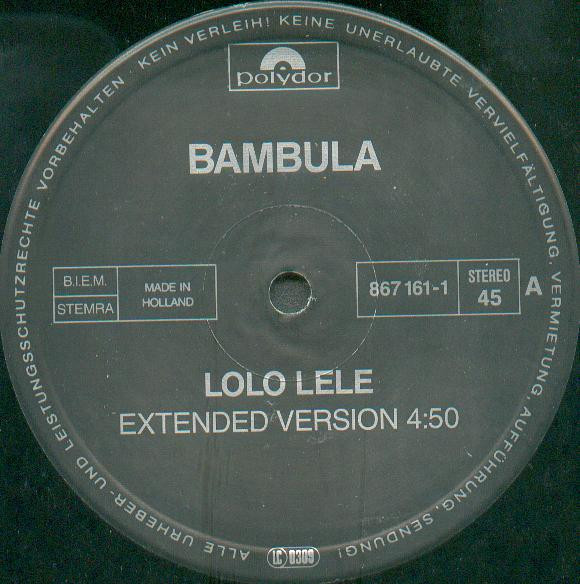 polydor
BAMBULA
B.I.E.M.
STEMRA
MADE IN
HOLLAND
867 161-1
STEREO
45
A
LOLO LELE
EXTENDED VERSION 4:50
LC 0309
ALLE URHEBER- UND LEISTUNGSSCHUTZRECHTE VORBEHALTEN · KEIN VERLEIH! KEINE UNERLAUBTE VERVIELFÄLTIGUNG, VERMIETUNG, AUFFÜHRUNG, SENDUNG!